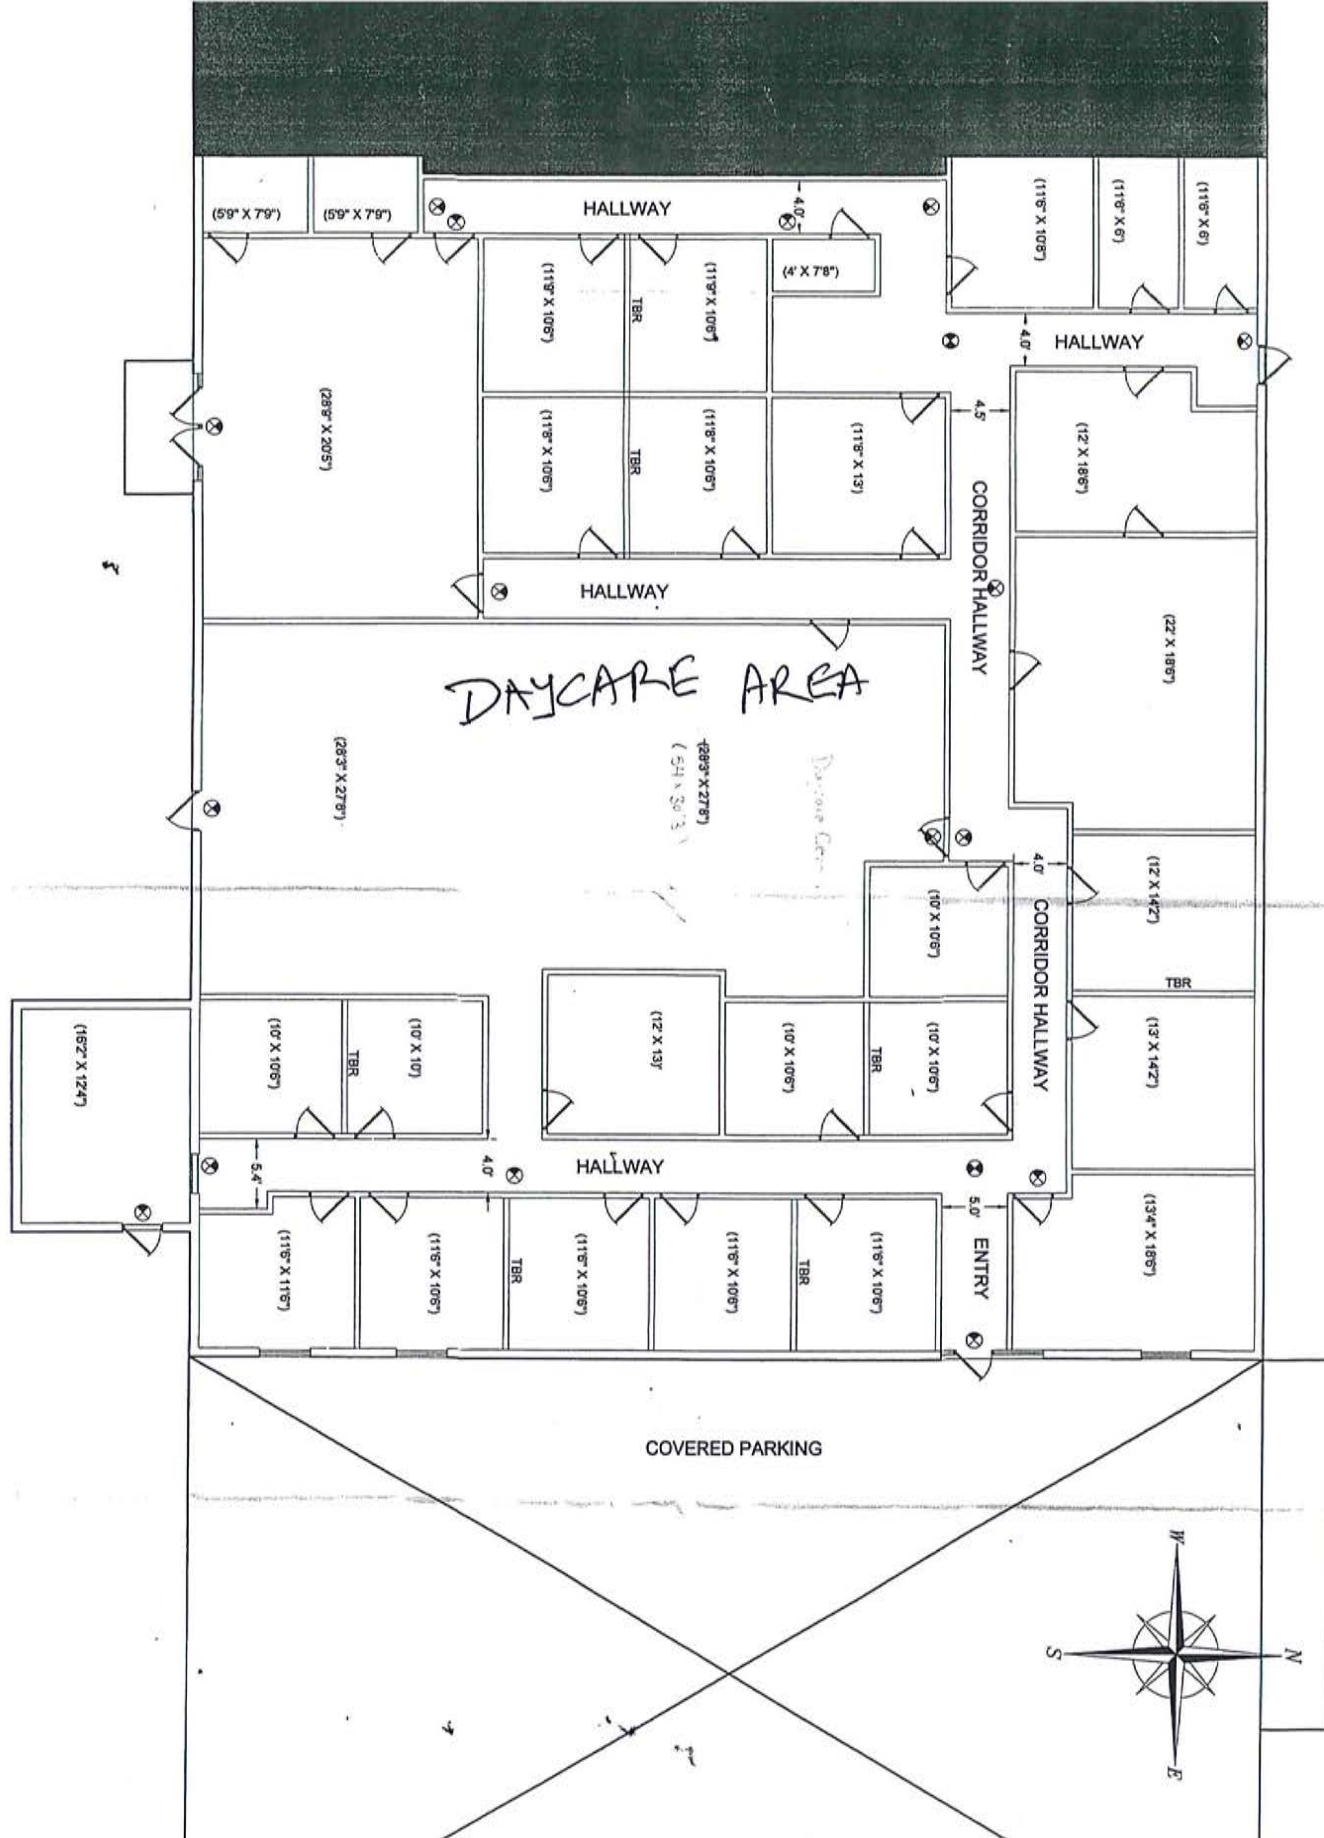 (5'9" X 7'9")
(5'9" X 7'9")
HALLWAY
4.0'
(11'6" X 10'8")
(11'6" X 6')
(11'6" X 6')
(4' X 7'8")
(11'9" X 10'6")
TBR
(11'9" X 10'6")
4.0'
HALLWAY
(28'9" X 20'5")
(11'8" X 10'6")
TBR
(11'8" X 10'6")
(11'8" X 13')
4.5'
(12' X 18'6")
CORRIDOR HALLWAY
HALLWAY
(22' X 18'6")
DAYCARE AREA
(28'3" X 27'8")
(28'3" X 27'8")
4.0'
(12' X 14'2")
(10' X 10'6")
CORRIDOR HALLWAY
TBR
(16'2" X 12'4")
(10' X 10'6")
TBR
(10' X 10')
(12' X 13')
(10' X 10'6")
TBR
(10' X 10'6")
(13' X 14'2")
5.4'
4.0'
HALLWAY
5.0'
ENTRY
(13'4" X 18'6")
(11'6" X 11'6")
(11'6" X 10'6")
TBR
(11'6" X 10'6")
(11'6" X 10'6")
TBR
(11'6" X 10'6")
COVERED PARKING
W
S
N
E